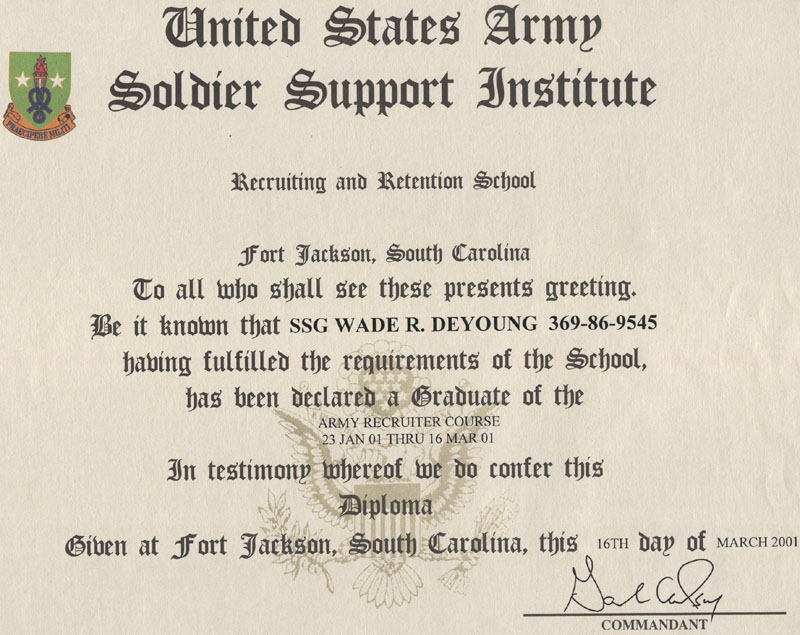 United States Army
Soldier Support Institute
PRAECIPERE MILITI
Recruiting and Retention School
Fort Jackson, South Carolina
To all who shall see these presents greeting.
Be it known that SSG WADE R. DEYOUNG 369-86-9545
having fulfilled the requirements of the School,
has been declared a Graduate of the
ARMY RECRUITER COURSE
23 JAN 01 THRU 16 MAR 01
In testimony whereof we do confer this
Diploma
Given at Fort Jackson, South Carolina, this 16TH day of MARCH 2001
COMMANDANT